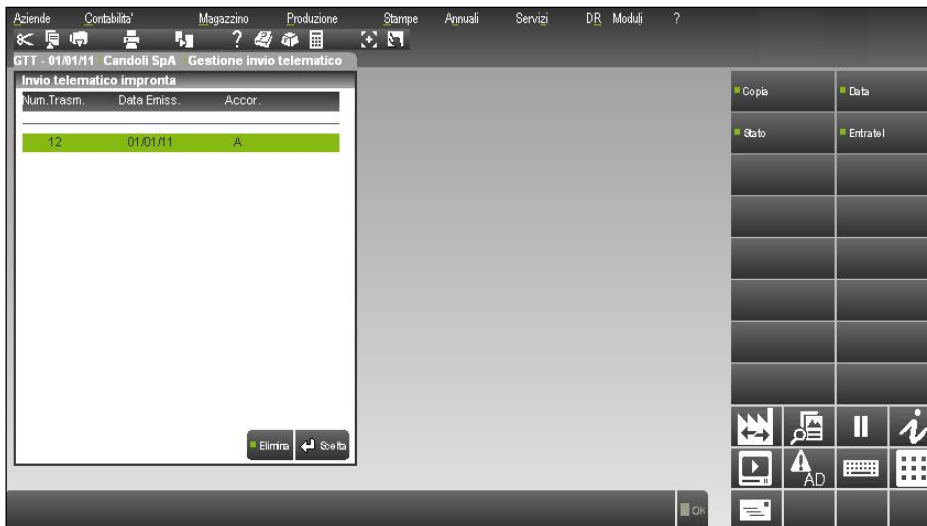 Aziende Contabilita' Magazzino Produzione Stampe Annuali Servizi DR Moduli ?
?
GTT - 01/01/11 Candoli SpA Gestione invio telematico
Invio telematico impronta
Num.Trasm. Data Emiss. Accor.
12 01/01/11 A
Elimina Scelta
Copia Data
Stato Entratel
AD
Ok